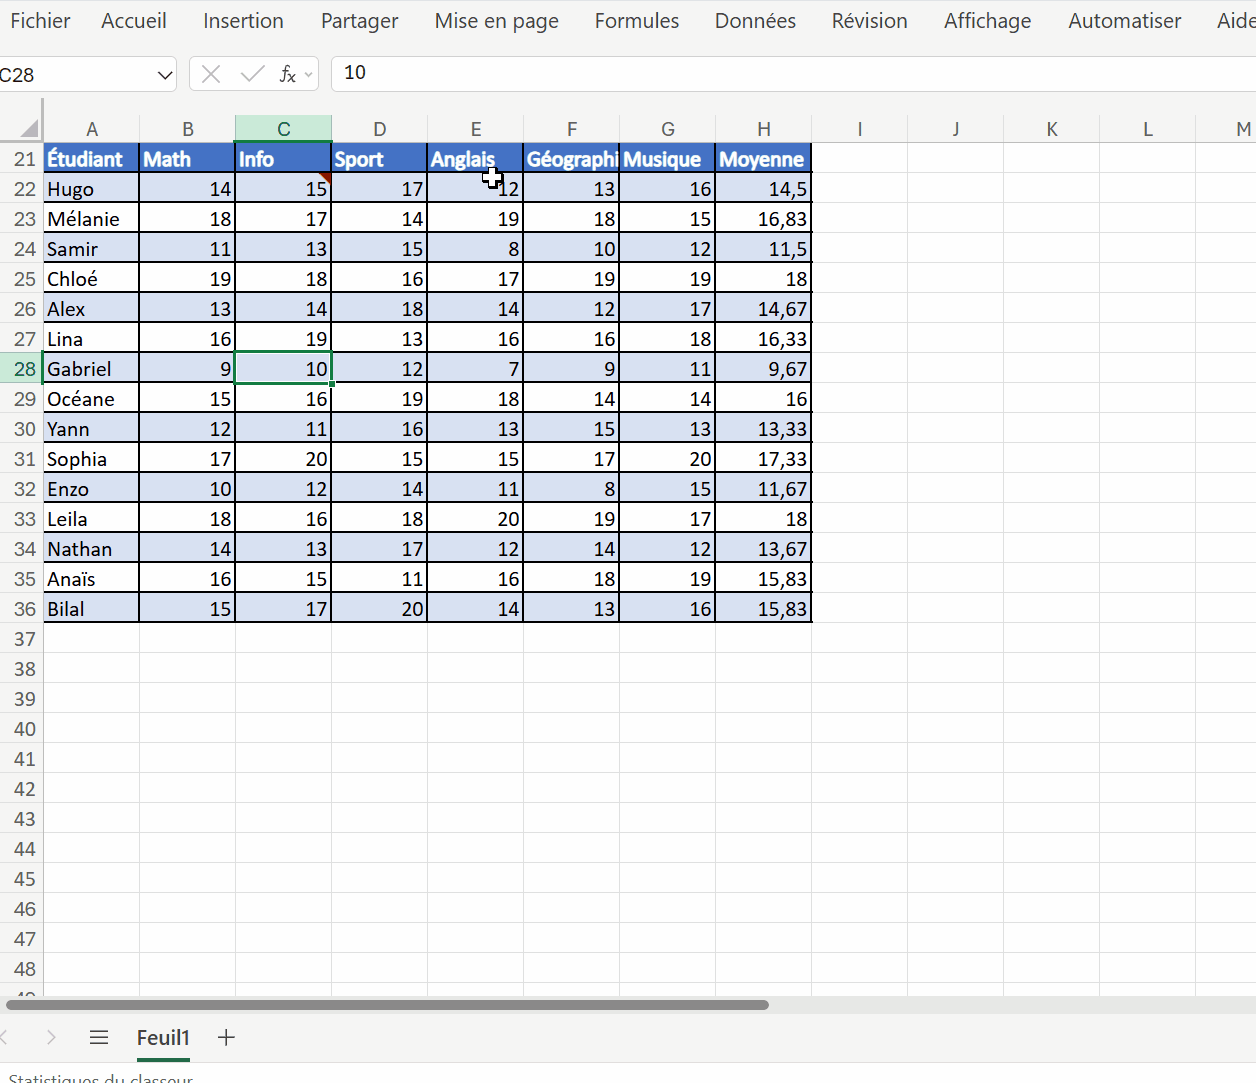 Fichier Accueil Insertion Partager Mise en page Formules Données Révision Affichage Automatiser Aide
C28 fx 10
A B C D E F G H I J K L M
21 Étudiant Math Info Sport Anglais Géographi Musique Moyenne
22 Hugo 14 15 17 12 13 16 14,5
23 Mélanie 18 17 14 19 18 15 16,83
24 Samir 11 13 15 8 10 12 11,5
25 Chloé 19 18 16 17 19 19 18
26 Alex 13 14 18 14 12 17 14,67
27 Lina 16 19 13 16 16 18 16,33
28 Gabriel 9 10 12 7 9 11 9,67
29 Océane 15 16 19 18 14 14 16
30 Yann 12 11 16 13 15 13 13,33
31 Sophia 17 20 15 15 17 20 17,33
32 Enzo 10 12 14 11 8 15 11,67
33 Leila 18 16 18 20 19 17 18
34 Nathan 14 13 17 12 14 12 13,67
35 Anaïs 16 15 11 16 18 19 15,83
36 Bilal 15 17 20 14 13 16 15,83
37
38
39
40
41
42
43
44
45
46
47
48
49
Feuil1
Statistiques du classeur